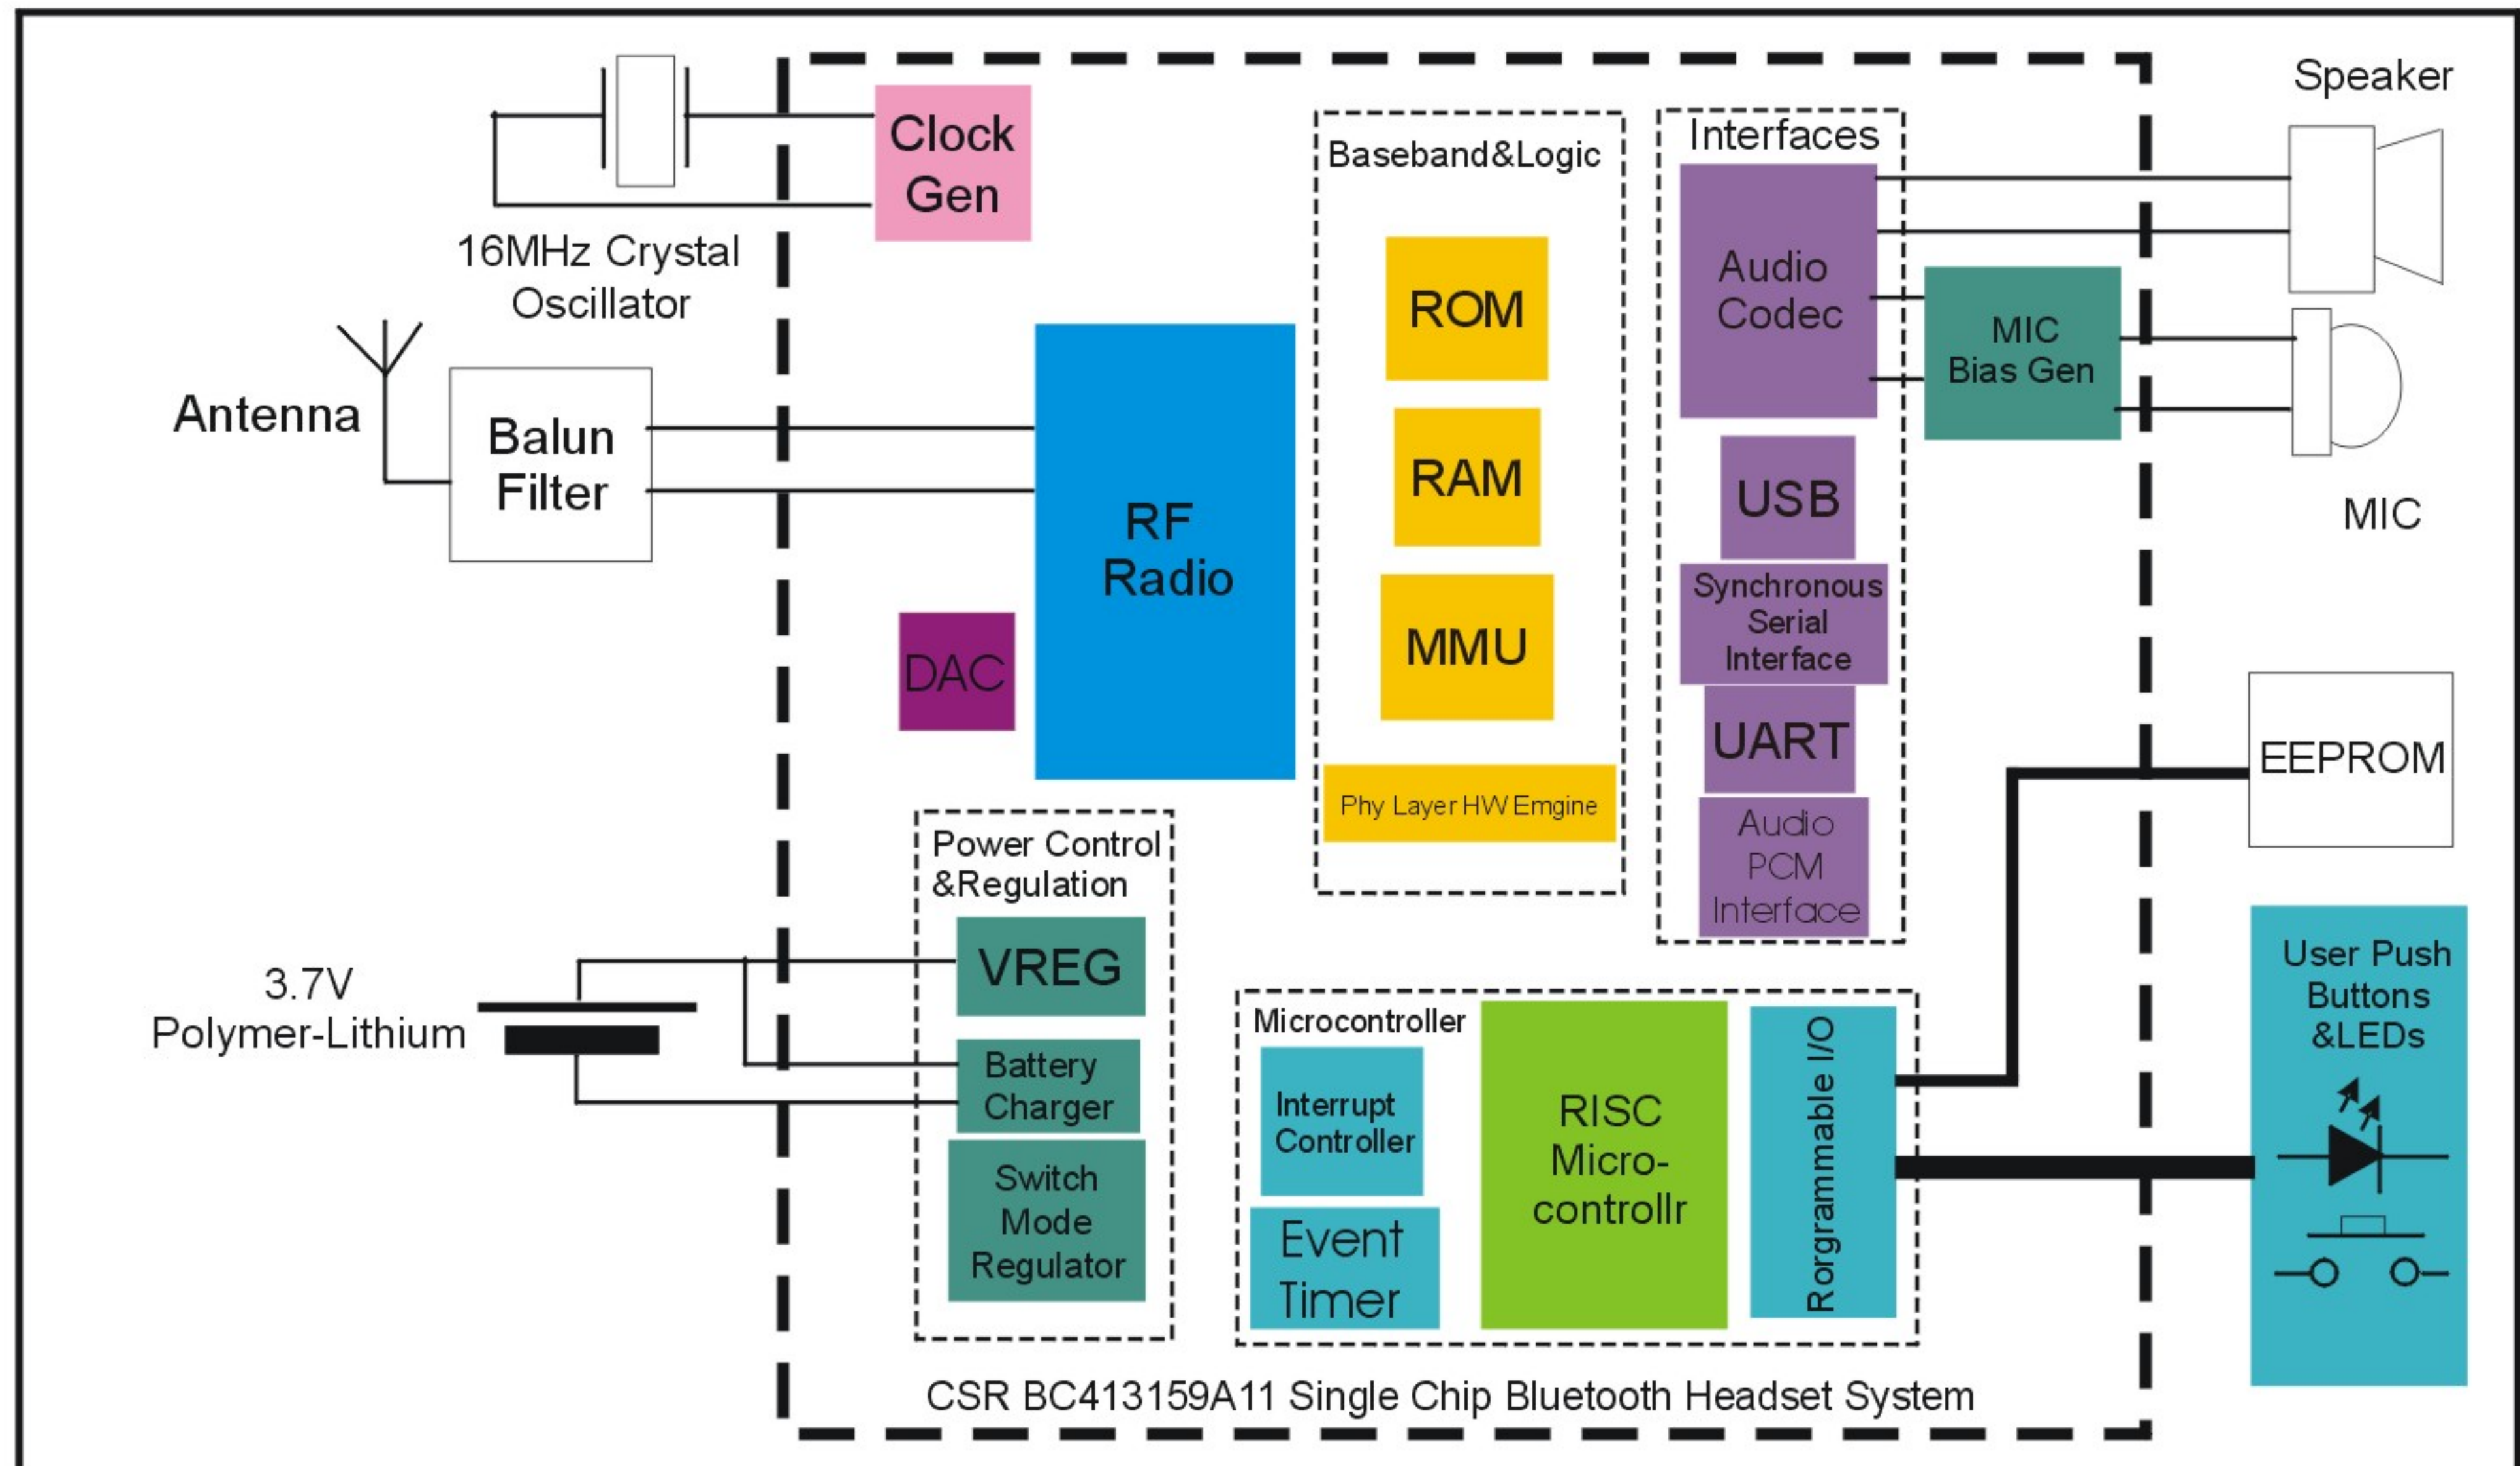 Clock
Gen
16MHz Crystal
Oscillator
Antenna
Balun
Filter
RF
Radio
DAC
Baseband&Logic
ROM
RAM
MMU
Phy Layer HW Emgine
Interfaces
Audio
Codec
USB
Synchronous
Serial
Interface
UART
Audio
PCM
Interface
MIC
Bias Gen
Speaker
MIC
EEPROM
Power Control
&Regulation
VREG
Battery
Charger
Switch
Mode
Regulator
3.7V
Polymer-Lithium
Microcontroller
Interrupt
Controller
Event
Timer
RISC
Micro-
controllr
Rorgrammable I/O
User Push
Buttons
&LEDs
CSR BC413159A11 Single Chip Bluetooth Headset System